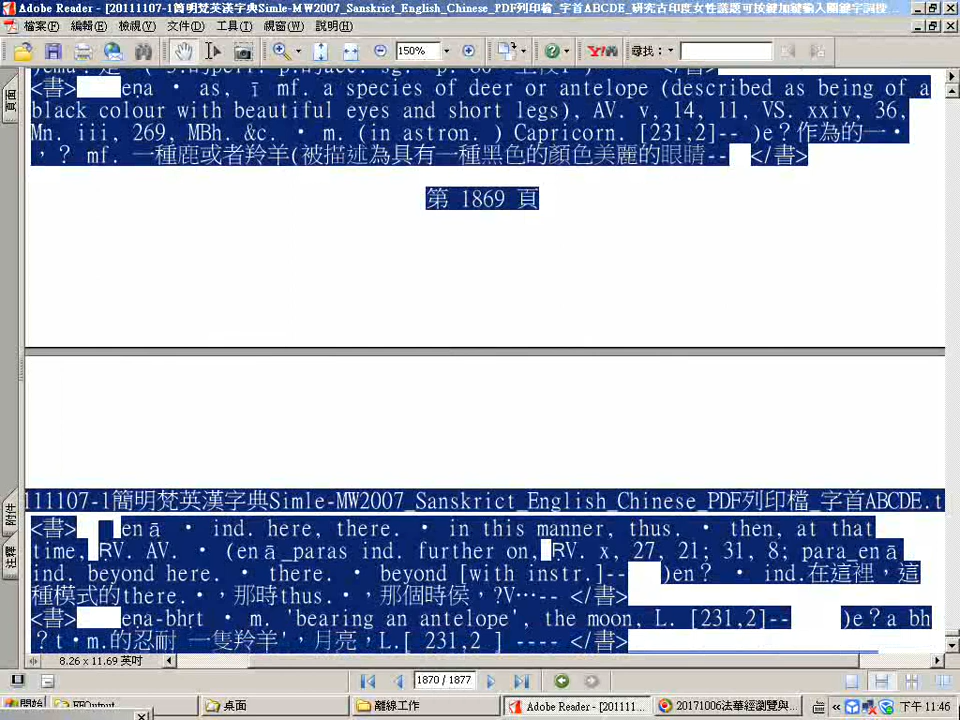 Adobe Reader - [20111107-1簡明梵英漢字典Simle-MW2007_Sanskrict_English_Chinese_PDF列印檔_字首ABCDE_研究古印度女性議題可按鍵加鍵輸入關鍵字詞搜...
檔案(F) 編輯(E) 檢視(V) 文件(D) 工具(T) 視窗(W) 說明(H)
150% 尋找：
頁面
<書> eṇa • as, ī mf. a species of deer or antelope (described as being of a
black colour with beautiful eyes and short legs), AV. v, 14, 11, VS. xxiv, 36,
Mn. iii, 269, MBh. &c. • m. (in astron. ) Capricorn. [231,2]-- )e？作為的一•
，？ mf. 一種鹿或者羚羊(被描述為具有一種黑色的顏色美麗的眼睛-- </書>
第 1869 頁
111107-1簡明梵英漢字典Simle-MW2007_Sanskrict_English_Chinese_PDF列印檔_字首ABCDE.t
附件
<書> enā • ind. here, there. • in this manner, thus. • then, at that
time, RV. AV. • (enā_paras ind. further on, RV. x, 27, 21; 31, 8; para_enā
注釋
ind. beyond here. • there. • beyond [with instr.]-- )en？ • ind.在這裡，這
種模式的there.•，那時thus.•，那個時侯，?V…-- </書>
<書> eṇa-bhṛt • m. 'bearing an antelope', the moon, L. [231,2]-- )e？a bh
？t•m.的忍耐 一隻羚羊'，月亮，L.[ 231,2 ] ---- </書>
8.26 x 11.69 英吋
1870 / 1877
開始 FFOutput 桌面 離線工作 Adobe Reader - [201111... 20171006法華經瀏覽與... 下午 11:46